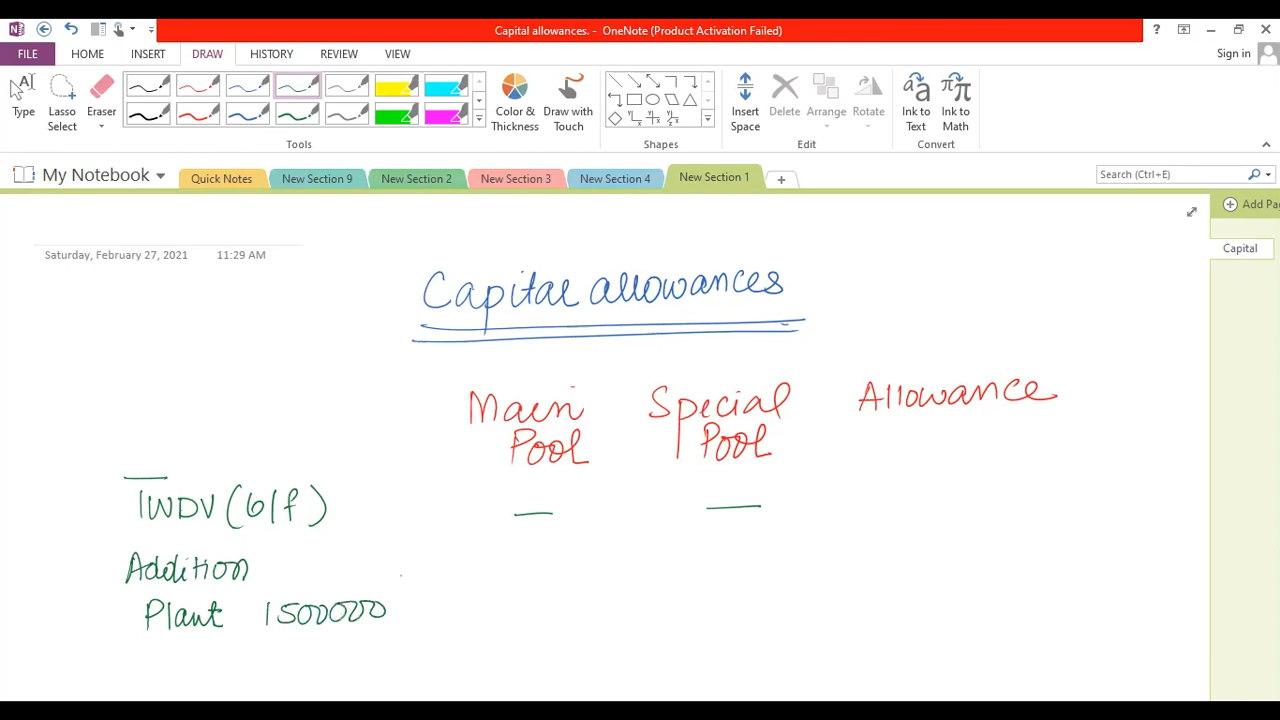 Capital allowances. - OneNote (Product Activation Failed)
FILE HOME INSERT DRAW HISTORY REVIEW VIEW
Sign in
Type
Lasso Select
Eraser
Color & Thickness
Draw with Touch
Insert Space
Delete
Arrange
Rotate
Ink to Text
Ink to Math
Tools
Shapes
Edit
Convert
My Notebook
Quick Notes
New Section 9
New Section 2
New Section 3
New Section 4
New Section 1
Search (Ctrl+E)
Add Pag
Capital
Saturday, February 27, 2021 11:29 AM
Capital allowances
Main Pool
Special Pool
Allowance
TWDV (b/f)
Addition
Plant 1500000